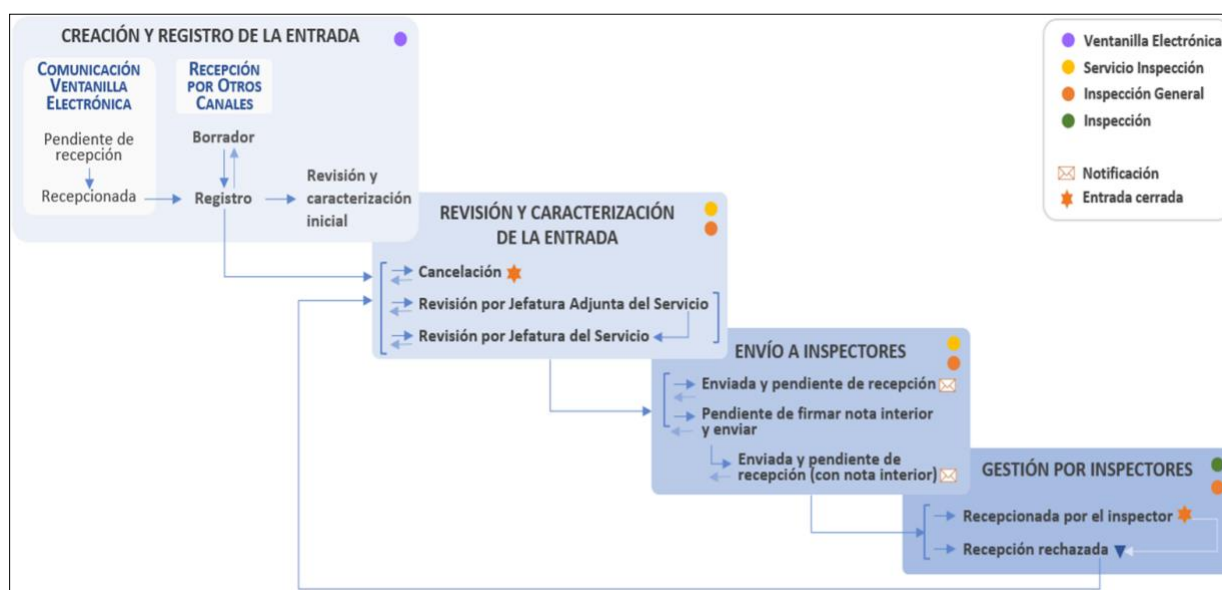 CREACIÓN Y REGISTRO DE LA ENTRADA
COMUNICACIÓN
VENTANILLA
ELECTRÓNICA
Pendiente de
recepción
Recepcionada
RECEPCIÓN
POR OTROS
CANALES
Borrador
Registro
Revisión y
caracterización
inicial
Ventanilla Electrónica
Servicio Inspección
Inspección General
Inspección
Notificación
Entrada cerrada
REVISIÓN Y CARACTERIZACIÓN
DE LA ENTRADA
Cancelación
Revisión por Jefatura Adjunta del Servicio
Revisión por Jefatura del Servicio
ENVÍO A INSPECTORES
Enviada y pendiente de recepción
Pendiente de firmar nota interior
y enviar
Enviada y pendiente de
recepción (con nota interior)
GESTIÓN POR INSPECTORES
Recepcionada por el inspector
Recepción rechazada